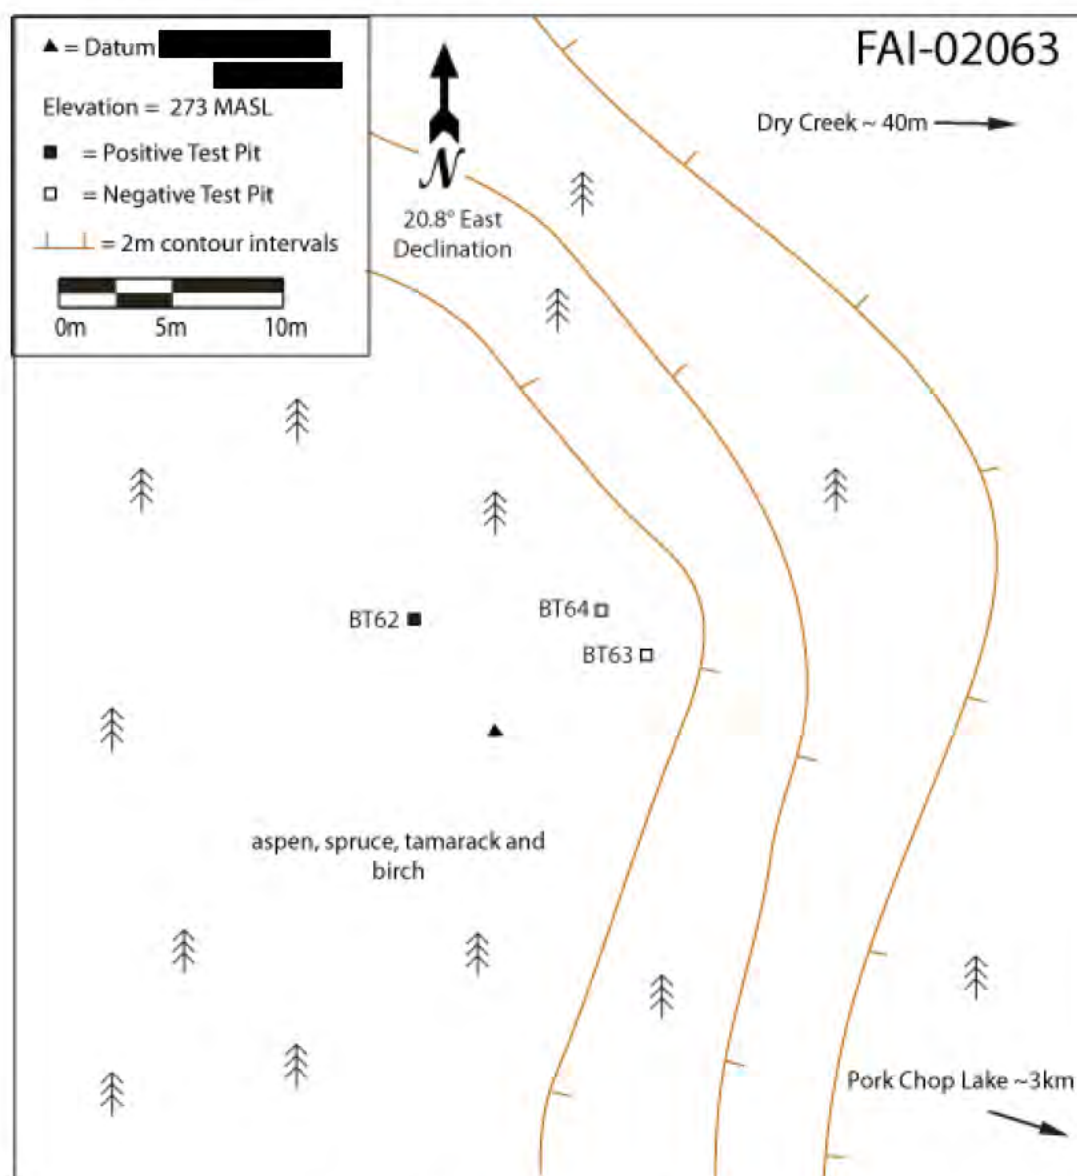 ▲ = Datum
Elevation = 273 MASL
■ = Positive Test Pit
□ = Negative Test Pit
= 2m contour intervals
0m 5m 10m
N
20.8° East
Declination
FAI-02063
Dry Creek ~ 40m
BT62
BT64
BT63
aspen, spruce, tamarack and
birch
Pork Chop Lake ~3km